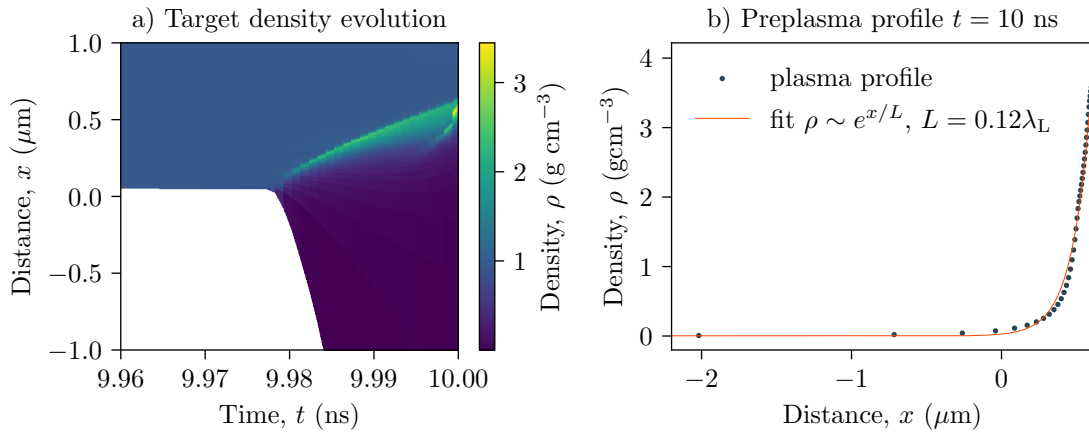 a) Target density evolution
1.0
0.5
0.0
−0.5
−1.0
Distance, x (μm)
9.96
9.97
9.98
9.99
10.00
Time, t (ns)
3
2
1
Density, ρ (g cm⁻³)
b) Preplasma profile t = 10 ns
plasma profile
fit ρ ∼ e^{x/L}, L = 0.12λ_L
4
3
2
1
0
Density, ρ (gcm⁻³)
−2
−1
0
Distance, x (μm)